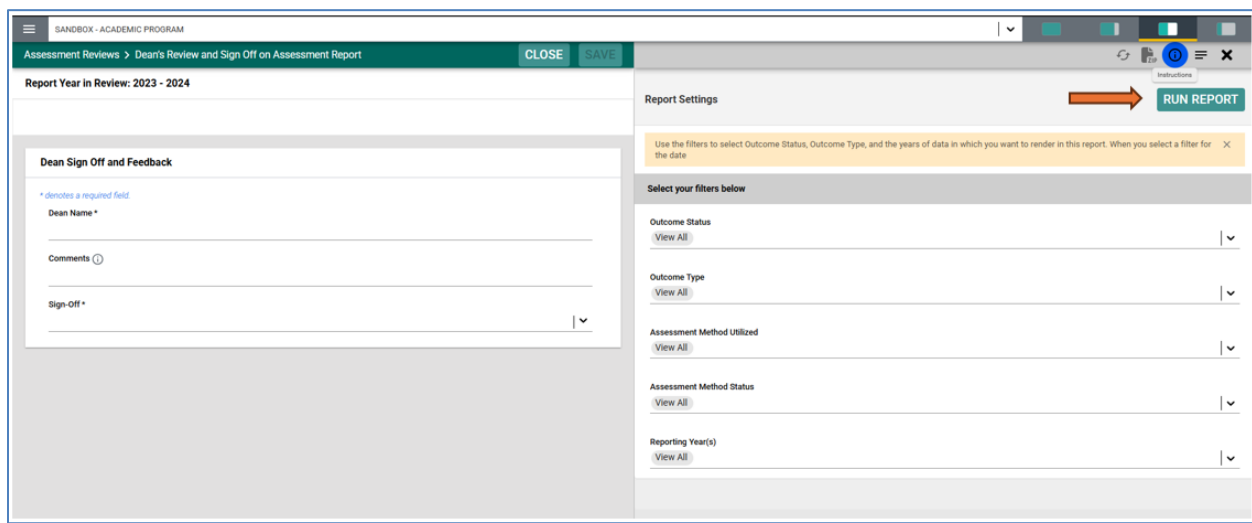 SANDBOX - ACADEMIC PROGRAM
Assessment Reviews > Dean's Review and Sign Off on Assessment Report
CLOSE
SAVE
Instructions
Report Year in Review: 2023 - 2024
Dean Sign Off and Feedback
* denotes a required field.
Dean Name *
Comments
Sign-Off *
Report Settings
RUN REPORT
Use the filters to select Outcome Status, Outcome Type, and the years of data in which you want to render in this report. When you select a filter for
the date
Select your filters below
Outcome Status
View All
Outcome Type
View All
Assessment Method Utilized
View All
Assessment Method Status
View All
Reporting Year(s)
View All